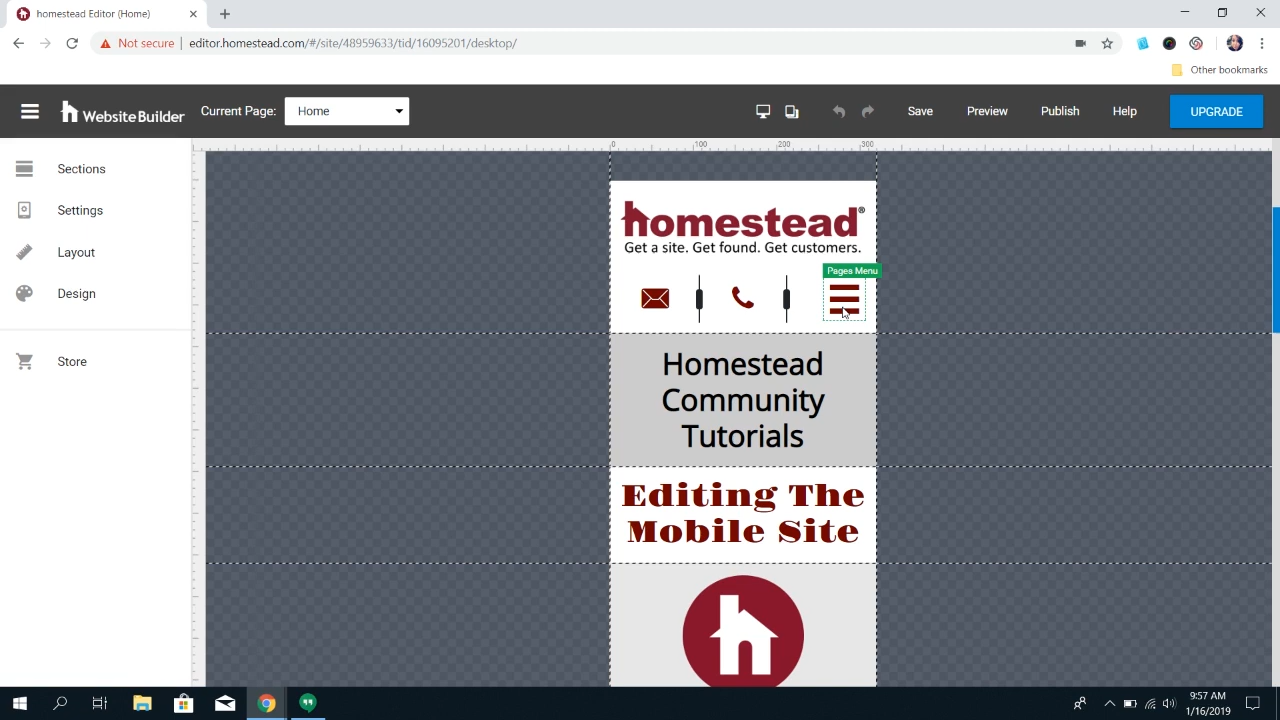 homestead Editor (Home)
Not secure
editor.homestead.com/#/site/48959633/tid/16095201/desktop/
Other bookmarks
h WebsiteBuilder
Current Page:
Home
Save
Preview
Publish
Help
UPGRADE
Sections
Settings
Layout
Design
Store
0
100
200
300
homestead®
Get a site. Get found. Get customers.
Pages Menu
Homestead
Community
Tutorials
Editing The
Mobile Site
h
9:57 AM
1/16/2019